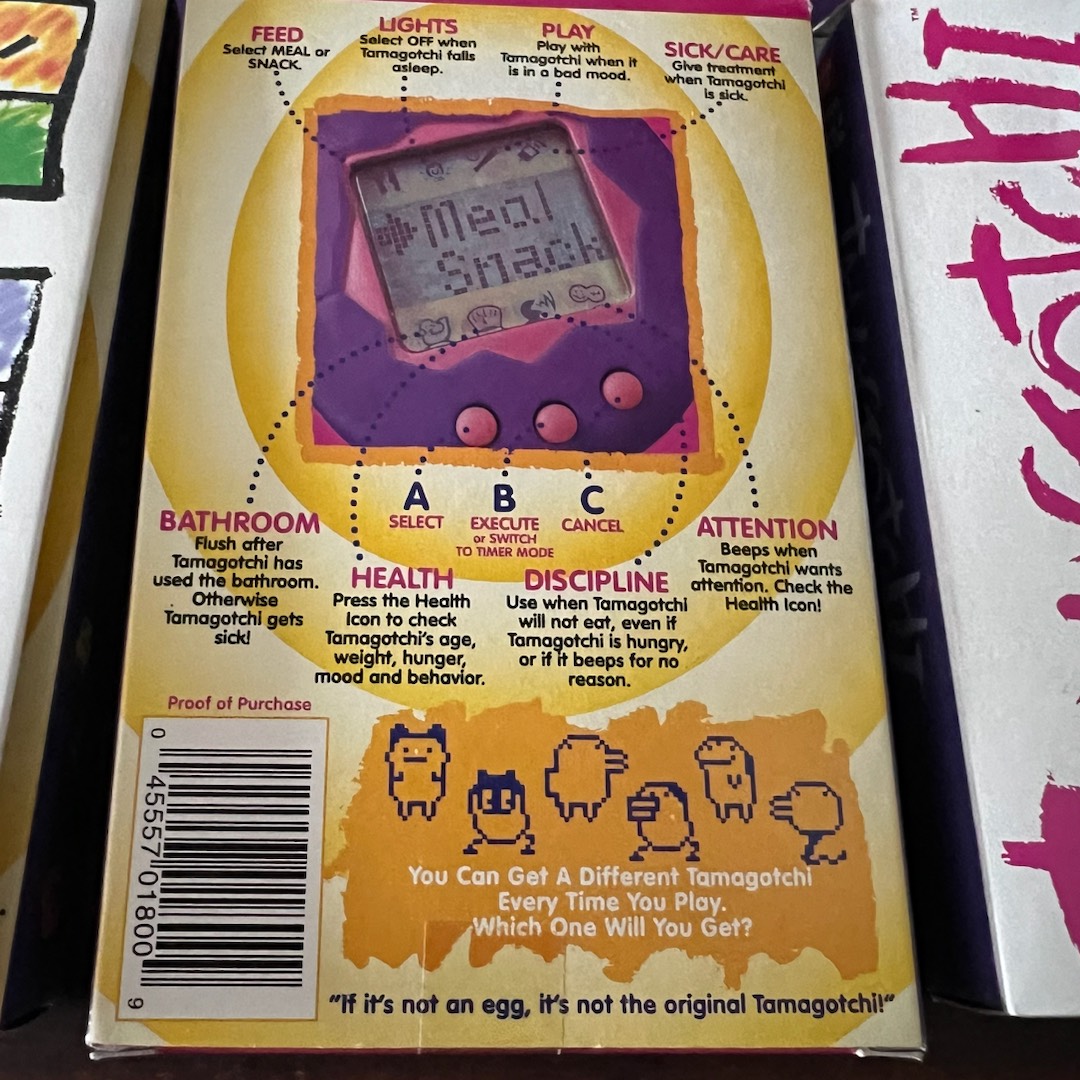 FEED
Select MEAL or
SNACK.
LIGHTS
Select OFF when
Tamagotchi falls
asleep.
PLAY
Play with
Tamagotchi when it
is in a bad mood.
SICK/CARE
Give treatment
when Tamagotchi
is sick.
Meal
Snack
A
SELECT
B
EXECUTE
or SWITCH
TO TIMER MODE
C
CANCEL
BATHROOM
Flush after
Tamagotchi has
used the bathroom.
Otherwise
Tamagotchi gets
sick!
HEALTH
Press the Health
Icon to check
Tamagotchi's age,
weight, hunger,
mood and behavior.
DISCIPLINE
Use when Tamagotchi
will not eat, even if
Tamagotchi is hungry,
or if it beeps for no
reason.
ATTENTION
Beeps when
Tamagotchi wants
attention. Check the
Health Icon!
Proof of Purchase
0 45557 01800 9
You Can Get A Different Tamagotchi
Every Time You Play.
Which One Will You Get?
"If it's not an egg, it's not the original Tamagotchi!"
TM